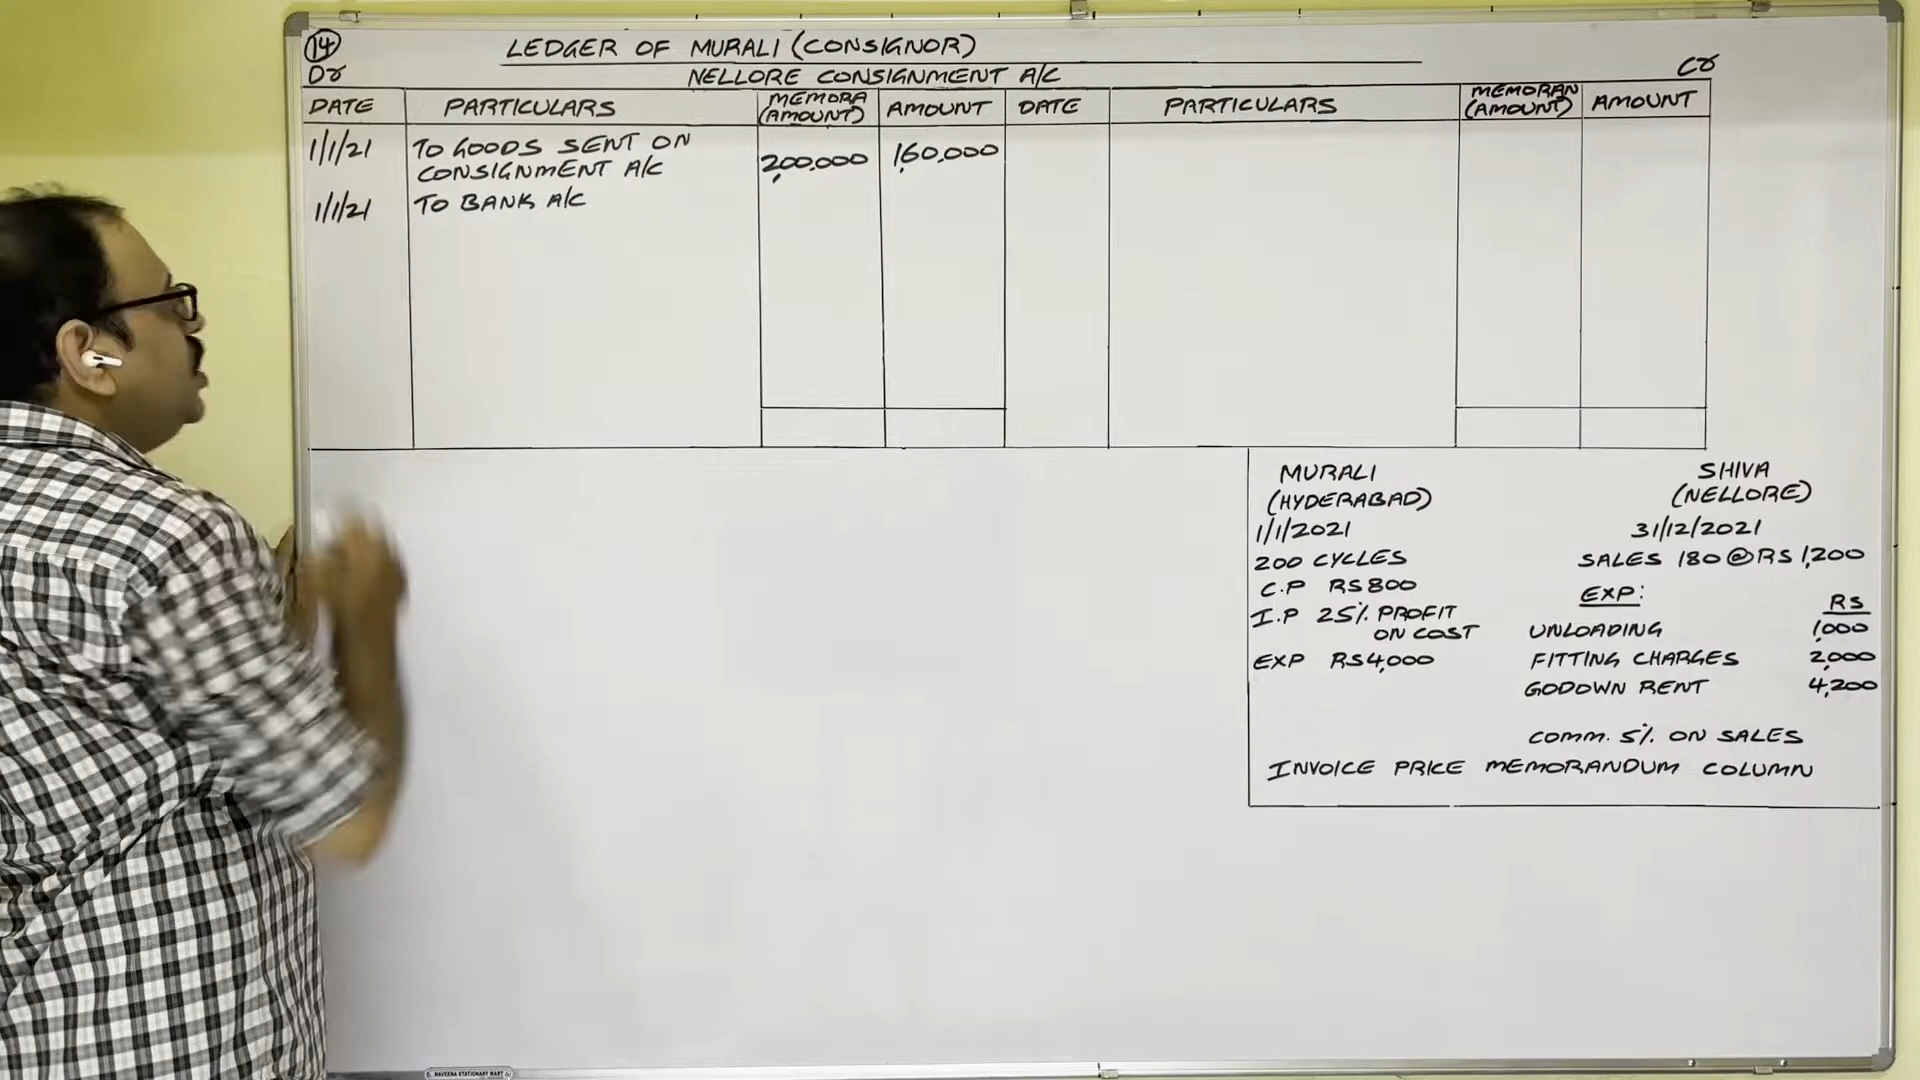 14
LEDGER OF MURALI (CONSIGNOR)
Dr NELLORE CONSIGNMENT A/C Cr
DATE PARTICULARS MEMORA (AMOUNT) AMOUNT DATE PARTICULARS MEMORAN (AMOUNT) AMOUNT
1/1/21 TO GOODS SENT ON
CONSIGNMENT A/C 200,000 160,000
1/1/21 TO BANK A/C
MURALI
(HYDERABAD)
1/1/2021
200 CYCLES
C.P RS 800
I.P 25% PROFIT
ON COST
EXP RS 4,000
SHIVA
(NELLORE)
31/12/2021
SALES 180 @ RS 1,200
EXP: RS
UNLOADING 1,000
FITTING CHARGES 2,000
GODOWN RENT 4,200
COMM. 5% ON SALES
INVOICE PRICE MEMORANDUM COLUMN
NAVEENA STATIONARY MART